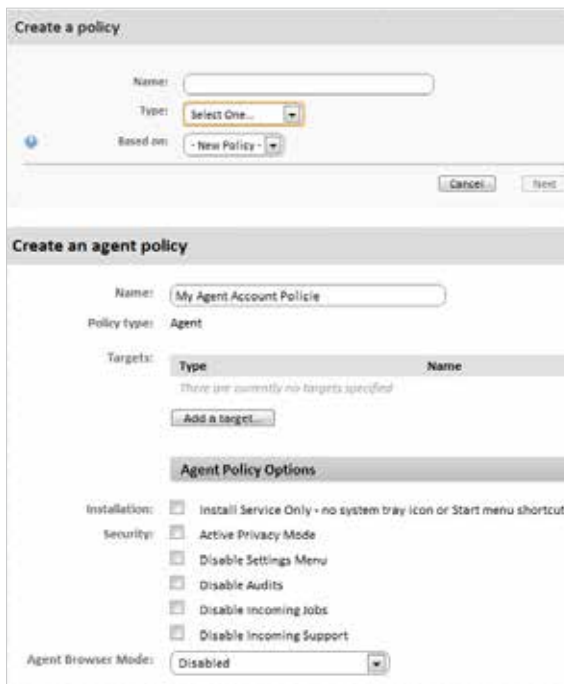 Create a policy
Name:
Type: Select One...
Based on: - New Policy -
Cancel Next
Create an agent policy
Name: My Agent Account Policie
Policy type: Agent
Targets: Type Name
There are currently no targets specified
Add a target...
Agent Policy Options
Installation: Install Service Only - no system tray icon or Start menu shortcut
Security: Active Privacy Mode
Disable Settings Menu
Disable Audits
Disable Incoming Jobs
Disable Incoming Support
Agent Browser Mode: Disabled